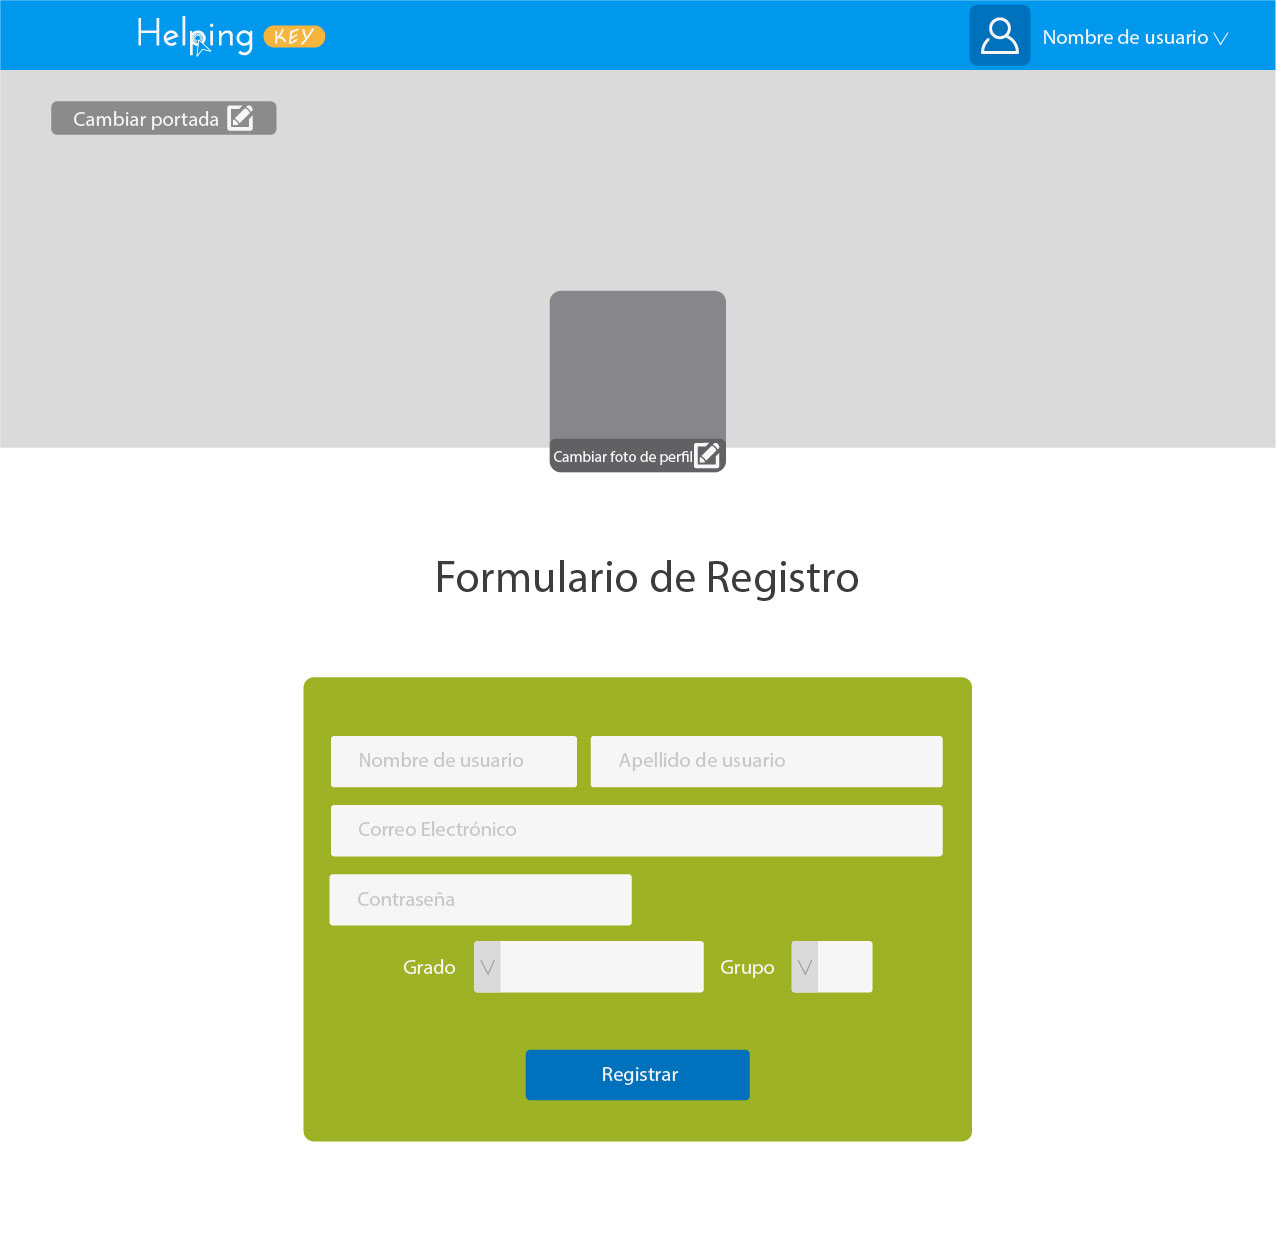 Helping KEY
Nombre de usuario
Cambiar portada
Cambiar foto de perfil
Formulario de Registro
Nombre de usuario
Apellido de usuario
Correo Electrónico
Contraseña
Grado
Grupo
Registrar